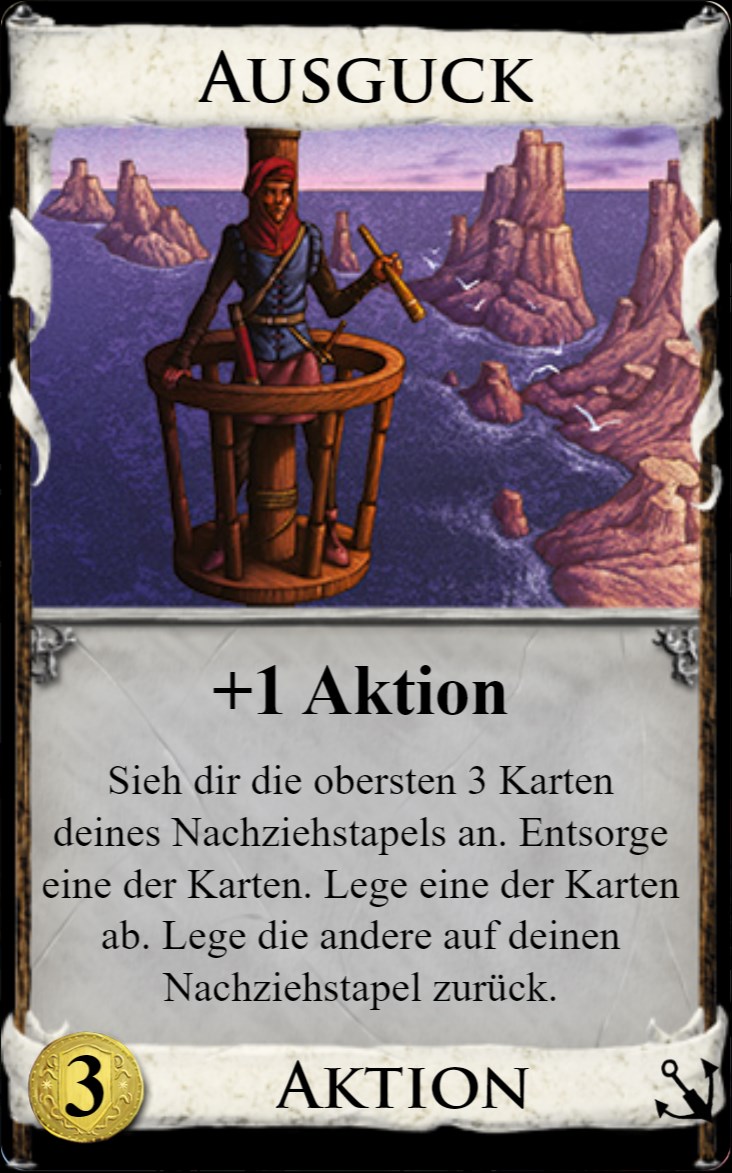 Ausguck
+1 Aktion
Sieh dir die obersten 3 Karten
deines Nachziehstapels an. Entsorge
eine der Karten. Lege eine der Karten
ab. Lege die andere auf deinen
Nachziehstapel zurück.
3
Aktion